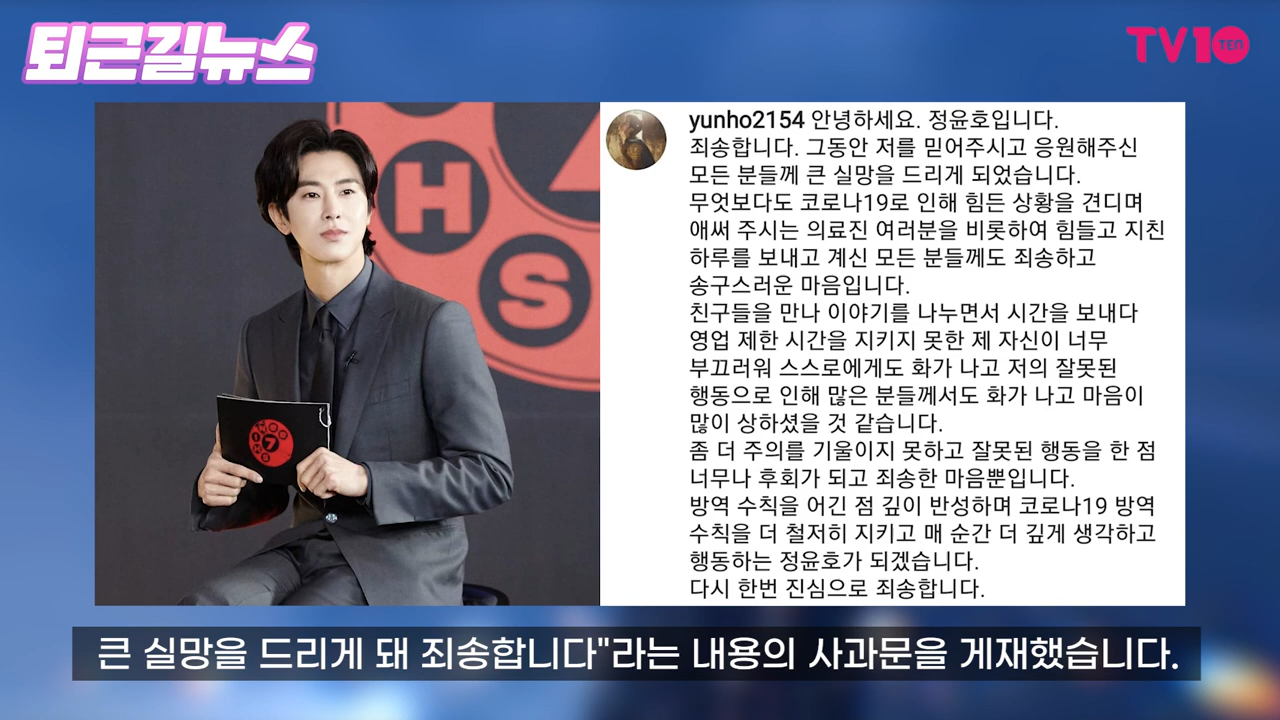 퇴근길뉴스
TV10
TEN
H
7
S
yunho2154 안녕하세요. 정윤호입니다.
죄송합니다. 그동안 저를 믿어주시고 응원해주신
모든 분들께 큰 실망을 드리게 되었습니다.
무엇보다도 코로나19로 인해 힘든 상황을 견디며
애써 주시는 의료진 여러분을 비롯하여 힘들고 지친
하루를 보내고 계신 모든 분들께도 죄송하고
송구스러운 마음입니다.
친구들을 만나 이야기를 나누면서 시간을 보내다
영업 제한 시간을 지키지 못한 제 자신이 너무
부끄러워 스스로에게도 화가 나고 저의 잘못된
행동으로 인해 많은 분들께서도 화가 나고 마음이
많이 상하셨을 것 같습니다.
좀 더 주의를 기울이지 못하고 잘못된 행동을 한 점
너무나 후회가 되고 죄송한 마음뿐입니다.
방역 수칙을 어긴 점 깊이 반성하며 코로나19 방역
수칙을 더 철저히 지키고 매 순간 더 깊게 생각하고
행동하는 정윤호가 되겠습니다.
다시 한번 진심으로 죄송합니다.
큰 실망을 드리게 돼 죄송합니다"라는 내용의 사과문을 게재했습니다.